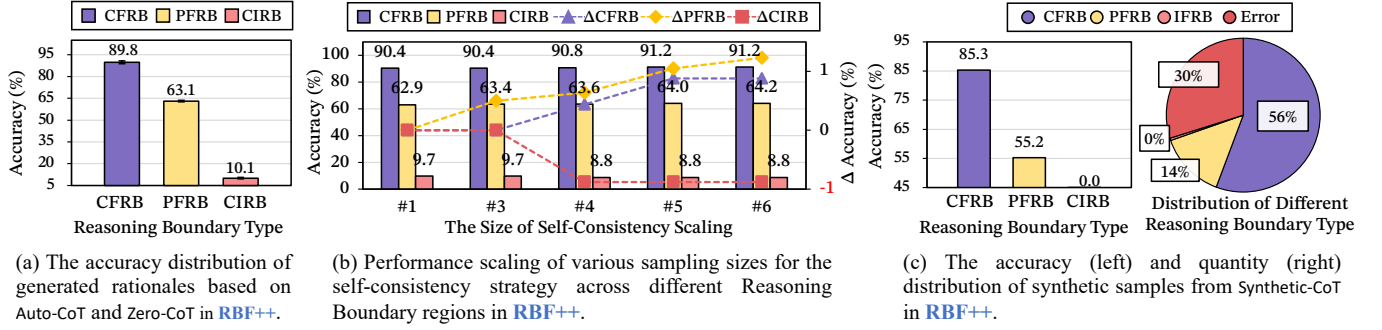 CFRB PFRB CIRB
95
80
65
50
35
20
5
Accuracy (%)
89.8
63.1
10.1
CFRB PFRB CIRB
Reasoning Boundary Type
(a) The accuracy distribution of
generated rationales based on
Auto-CoT and Zero-CoT in RBF++.
CFRB PFRB CIRB ΔCFRB ΔPFRB ΔCIRB
100
80
60
40
20
0
Accuracy (%)
90.4 90.4 90.8 91.2 91.2
62.9 63.4 63.6 64.0 64.2
9.7 9.7 8.8 8.8 8.8
1
0
-1
Δ Accuracy (%)
#1 #3 #4 #5 #6
The Size of Self-Consistency Scaling
(b) Performance scaling of various sampling sizes for the
self-consistency strategy across different Reasoning
Boundary regions in RBF++.
CFRB PFRB IFRB Error
95
85
75
65
55
45
Accuracy (%)
85.3
55.2
0.0
CFRB PFRB CIRB
Reasoning Boundary Type
30%
56%
0%
14%
Distribution of Different
Reasoning Boundary Type
(c) The accuracy (left) and quantity (right)
distribution of synthetic samples from Synthetic-CoT
in RBF++.